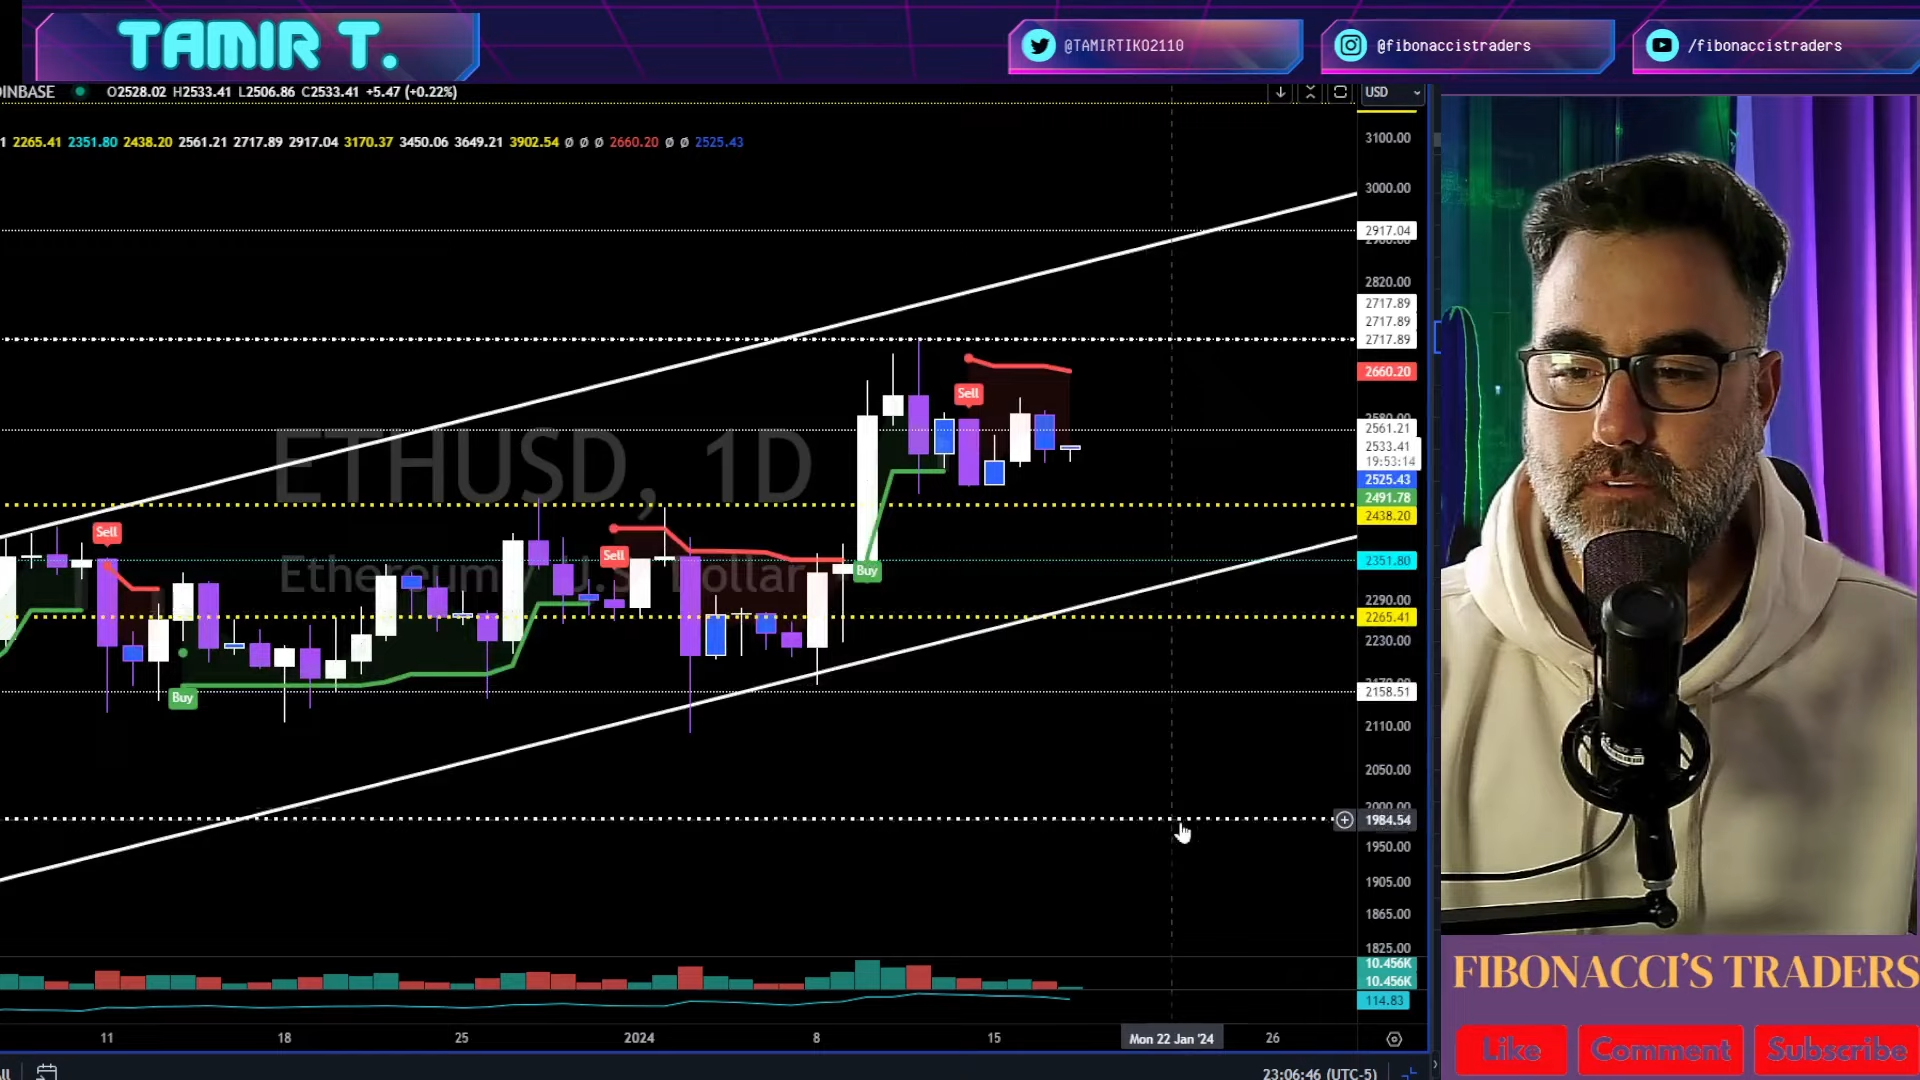 TAMIR T.
@TAMIRTIKO2110
@fibonaccistraders
/fibonaccistraders
INBASE O2528.02 H2533.41 L2506.86 C2533.41 +5.47 (+0.22%)
USD
1 2265.41 2351.80 2438.20 2561.21 2717.89 2917.04 3170.37 3450.06 3649.21 3902.54 Ø Ø Ø 2660.20 Ø Ø 2525.43
3100.00
3000.00
2917.04
2820.00
2717.89
2717.89
2717.89
2660.20
Sell
2561.21
ETHUSD, 1D
2533.41
19:53:14
2525.43
2491.78
2438.20
Sell
Sell
2351.80
Buy
Ethereum / U.S. Dollar
2290.00
2265.41
2230.00
Buy
2158.51
2110.00
2050.00
1984.54
1950.00
1905.00
1865.00
1825.00
10.456K
10.456K
114.83
11
18
25
2024
8
15
Mon 22 Jan '24
26
23:06:46 (UTC-5)
FIBONACCI'S TRADERS
Like
Comment
Subscribe